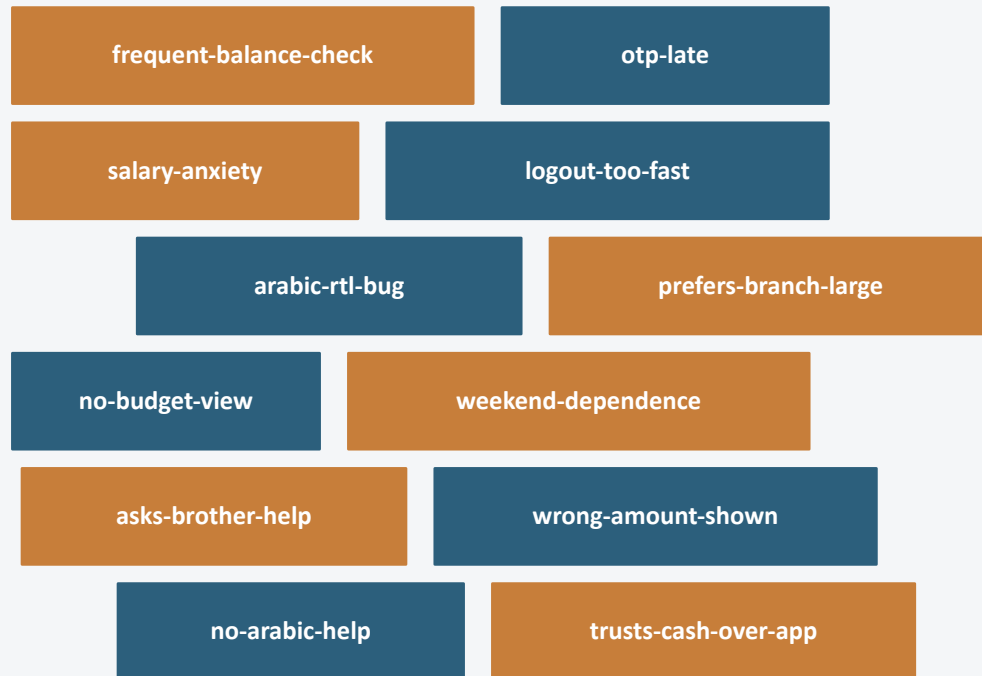 frequent-balance-check
otp-late
salary-anxiety
logout-too-fast
arabic-rtl-bug
prefers-branch-large
no-budget-view
weekend-dependence
asks-brother-help
wrong-amount-shown
no-arabic-help
trusts-cash-over-app